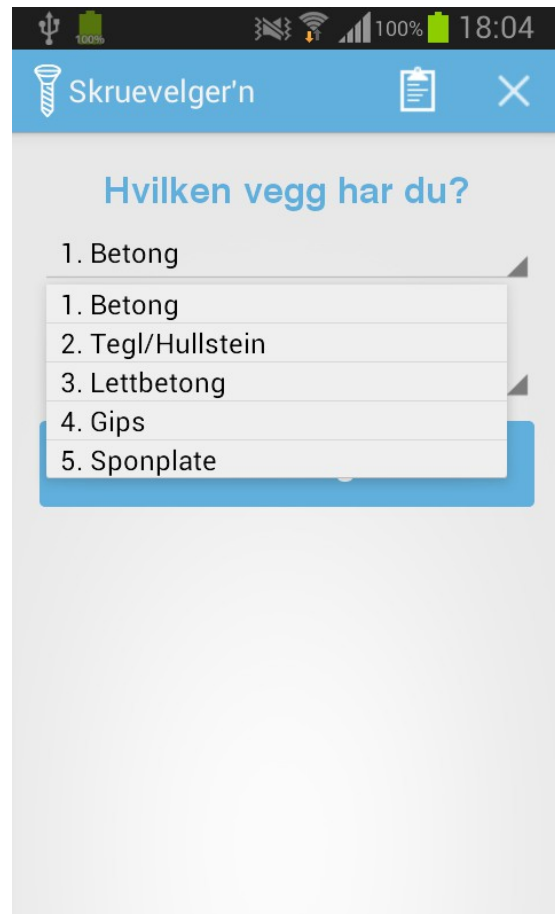 100%
100%
18:04
Skruevelger'n
Hvilken vegg har du?
1. Betong
1. Betong
2. Tegl/Hullstein
3. Lettbetong
4. Gips
5. Sponplate